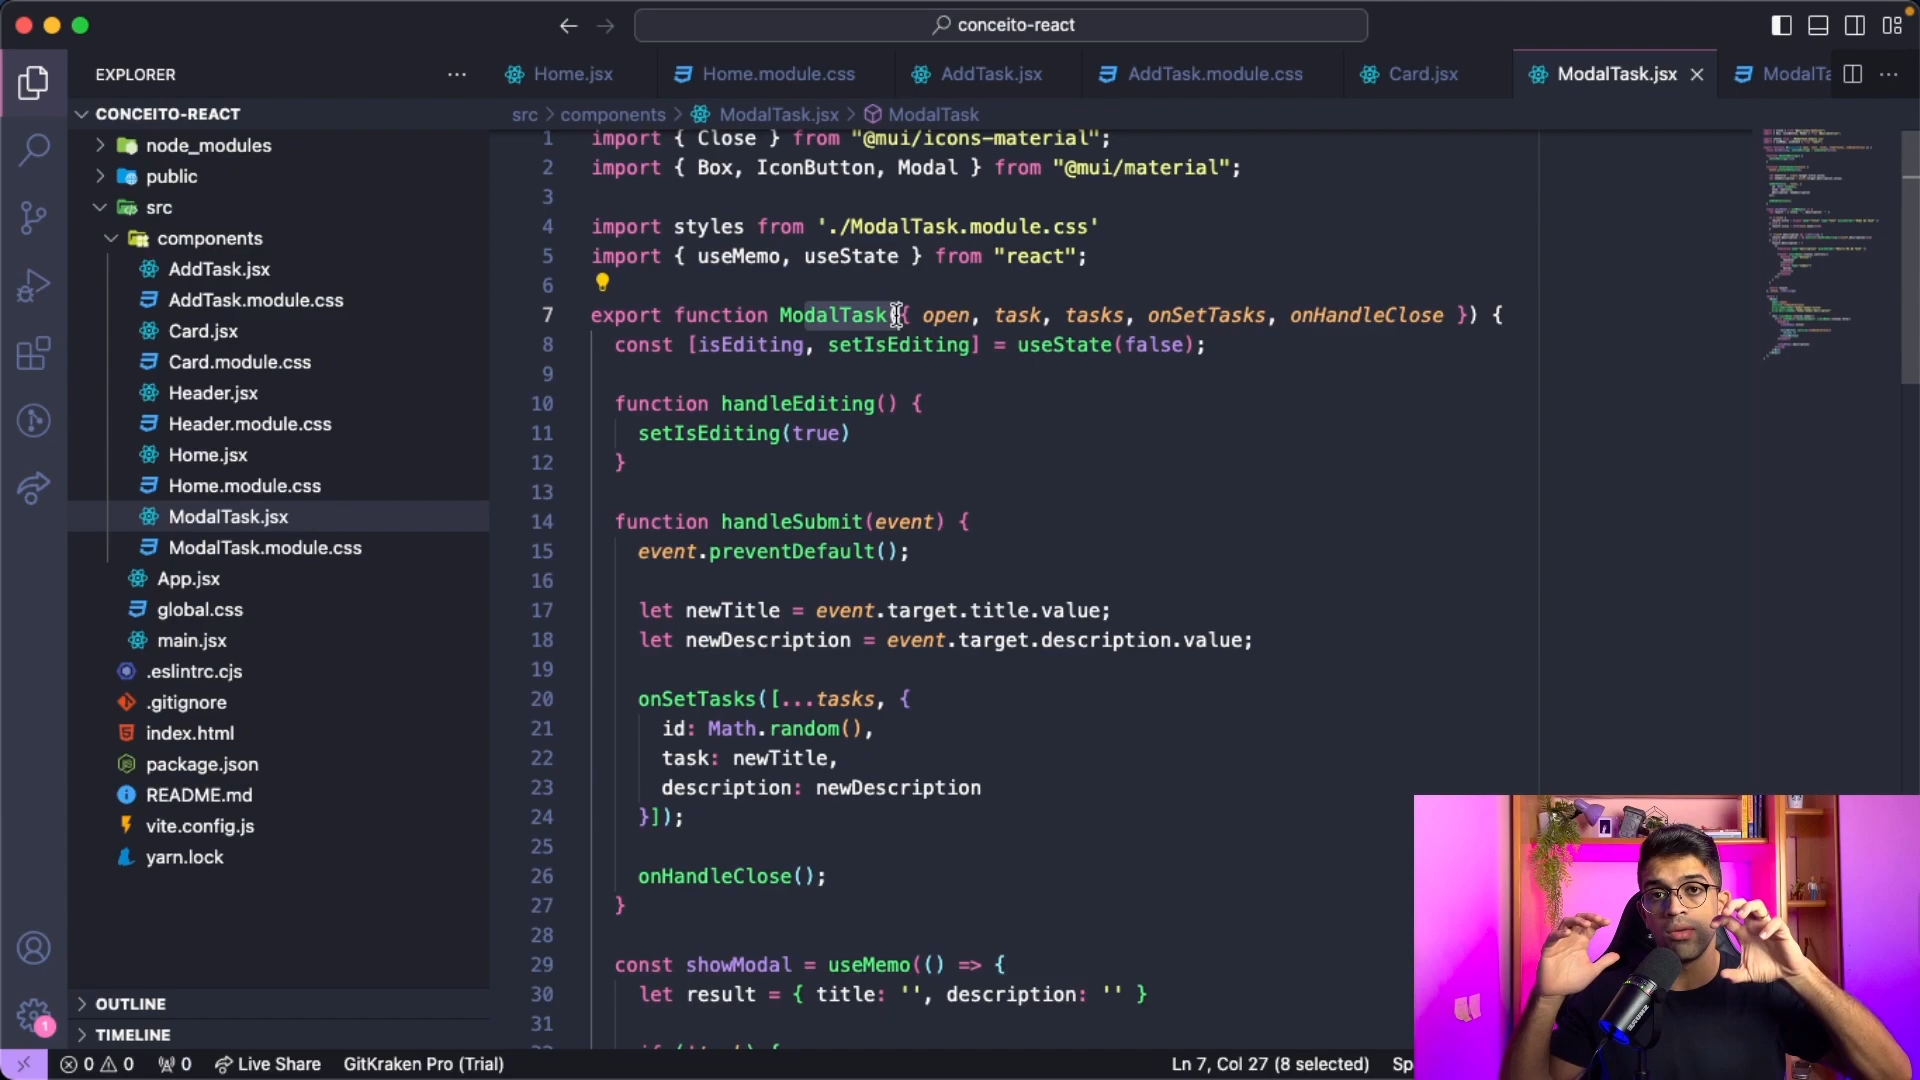 conceito-react
EXPLORER
Home.jsx
Home.module.css
AddTask.jsx
AddTask.module.css
Card.jsx
ModalTask.jsx
ModalTa
CONCEITO-REACT
src > components > ModalTask.jsx > ModalTask
node_modules
public
src
components
AddTask.jsx
AddTask.module.css
Card.jsx
Card.module.css
Header.jsx
Header.module.css
Home.jsx
Home.module.css
ModalTask.jsx
ModalTask.module.css
App.jsx
global.css
main.jsx
.eslintrc.cjs
.gitignore
index.html
package.json
README.md
vite.config.js
yarn.lock
OUTLINE
TIMELINE
1 import { Close } from "@mui/icons-material";
2 import { Box, IconButton, Modal } from "@mui/material";
3
4 import styles from './ModalTask.module.css'
5 import { useMemo, useState } from "react";
6
7 export function ModalTask({ open, task, tasks, onSetTasks, onHandleClose }) {
8 const [isEditing, setIsEditing] = useState(false);
9
10 function handleEditing() {
11 setIsEditing(true)
12 }
13
14 function handleSubmit(event) {
15 event.preventDefault();
16
17 let newTitle = event.target.title.value;
18 let newDescription = event.target.description.value;
19
20 onSetTasks([...tasks, {
21 id: Math.random(),
22 task: newTitle,
23 description: newDescription
24 }]);
25
26 onHandleClose();
27 }
28
29 const showModal = useMemo(() => {
30 let result = { title: '', description: '' }
31
1
0 0 0 Live Share GitKraken Pro (Trial)
Ln 7, Col 27 (8 selected) Sp